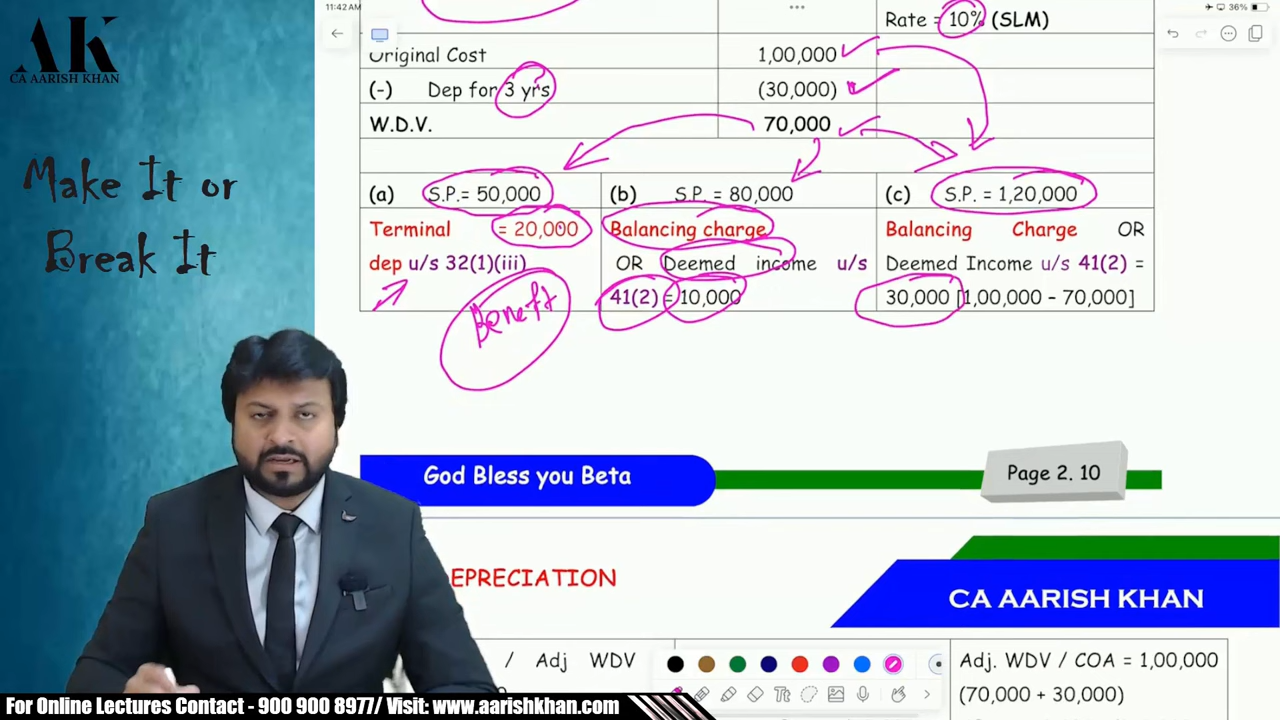 11:42 AM
36%
AK
CA AARISH KHAN
Make It or
Break It
Rate = 10% (SLM)
Original Cost 1,00,000
(-) Dep for 3 yrs (30,000)
W.D.V. 70,000
(a) S.P.= 50,000 (b) S.P. = 80,000 (c) S.P. = 1,20,000
Terminal = 20,000 Balancing charge Balancing Charge OR
dep u/s 32(1)(iii) OR Deemed income u/s Deemed Income u/s 41(2) =
41(2) = 10,000 30,000 [1,00,000 – 70,000]
Benefit
God Bless you Beta
Page 2. 10
EPRECIATION
CA AARISH KHAN
/ Adj WDV Adj. WDV / COA = 1,00,000
(70,000 + 30,000)
Tt
For Online Lectures Contact - 900 900 8977/ Visit: www.aarishkhan.com